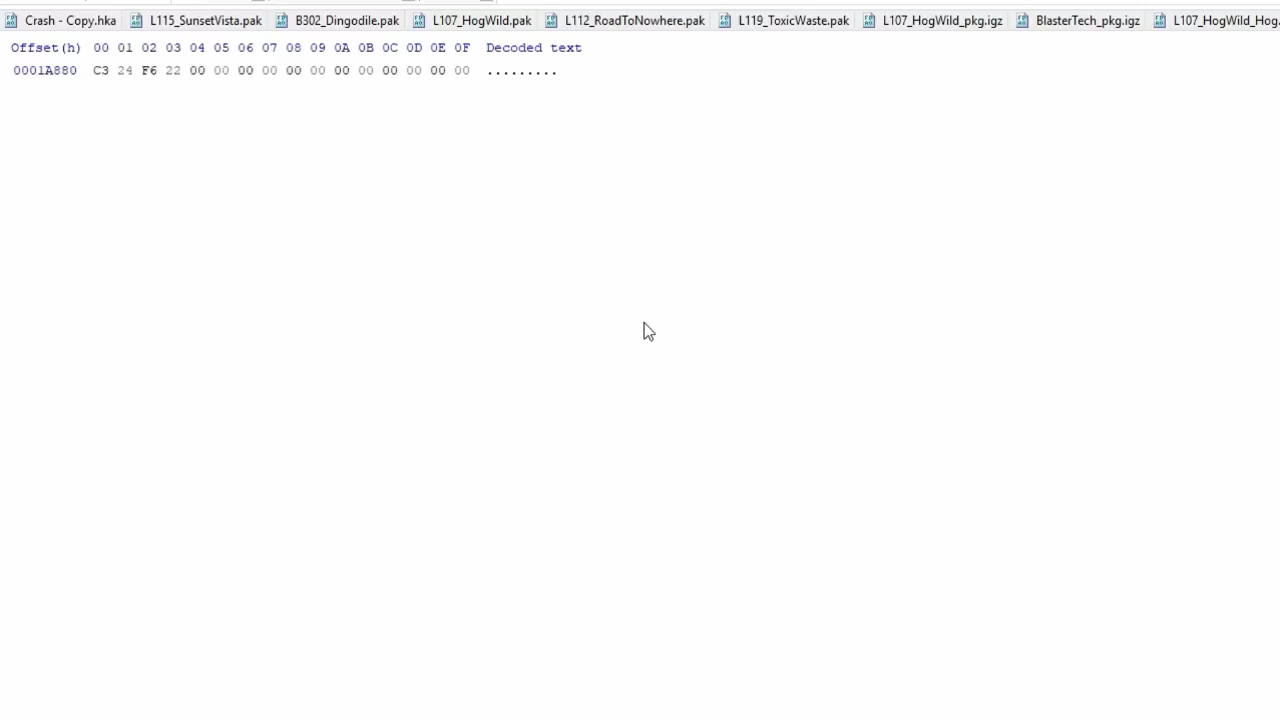 Crash - Copy.hka L115_SunsetVista.pak B302_Dingodile.pak L107_HogWild.pak L112_RoadToNowhere.pak L119_ToxicWaste.pak L107_HogWild_pkg.igz BlasterTech_pkg.igz L107_HogWild_Hog.
Offset(h) 00 01 02 03 04 05 06 07 08 09 0A 0B 0C 0D 0E 0F Decoded text
0001A880 C3 24 F6 22 00 00 00 00 00 00 00 00 00 00 00 00 .........